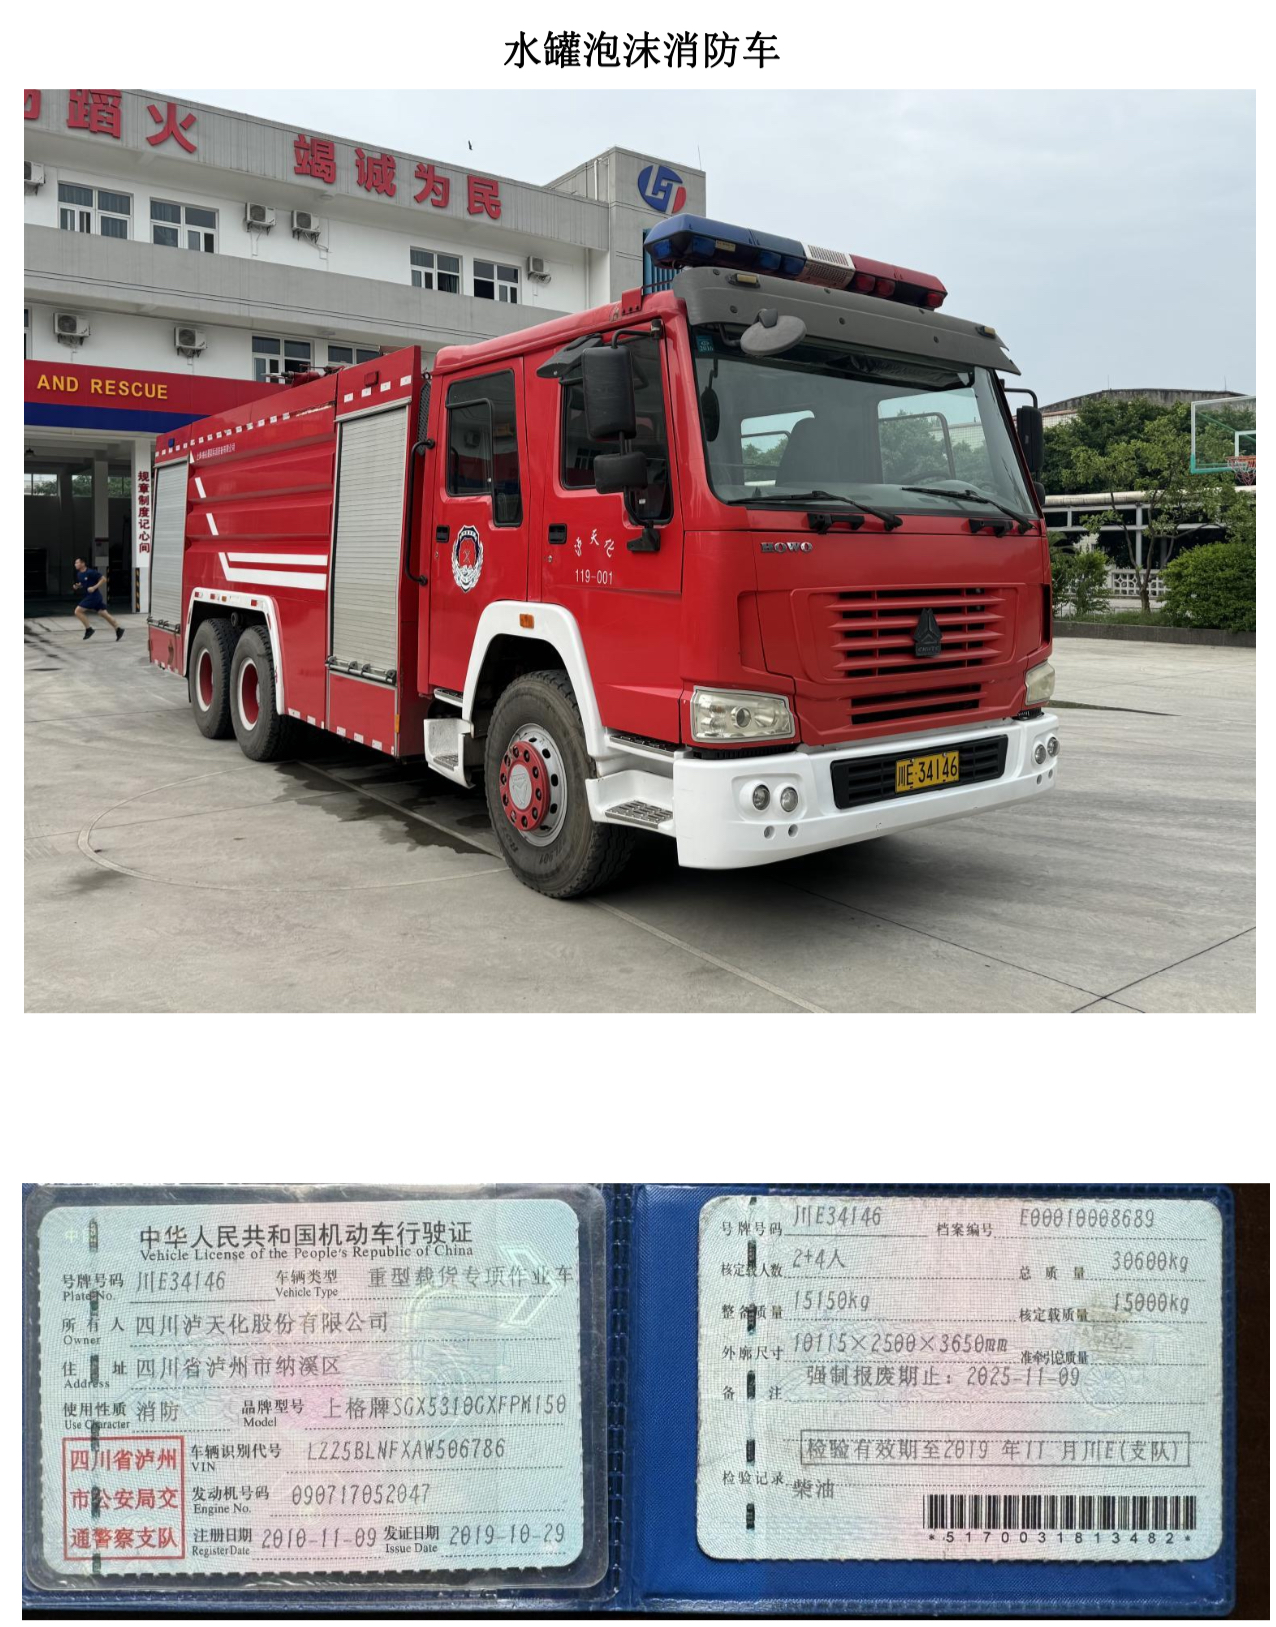 水罐泡沫消防车
蹈火 竭诚为民
AND RESCUE
规章制度记心间
泸天化
119-001
HOWO
川E·34146
中华人民共和国机动车行驶证
Vehicle License of the People's Republic of China
号牌号码 川E34146 车辆类型 重型载货专项作业车
Plate No. Vehicle Type
所有人 四川泸天化股份有限公司
Owner
住址 四川省泸州市纳溪区
Address
使用性质 消防 品牌型号 上格牌SGX5310GXFPM150
Use Character Model
四川省泸州
市公安局交
通警察支队
车辆识别代号 LZZ5BLNFXAW506786
VIN
发动机号码 090717052047
Engine No.
注册日期 2010-11-09 发证日期 2019-10-29
Register Date Issue Date
号牌号码 川E34146 档案编号 E00010008689
核定载人数 2+4人 总质量 30600kg
整备质量 15150kg 核定载质量 15000kg
外廓尺寸 10115×2500×3650mm 准牵引总质量 --
备注 强制报废期止：2025-11-09
检验有效期至2019年11月川E(支队)
检验记录 柴油
*5170031813482*